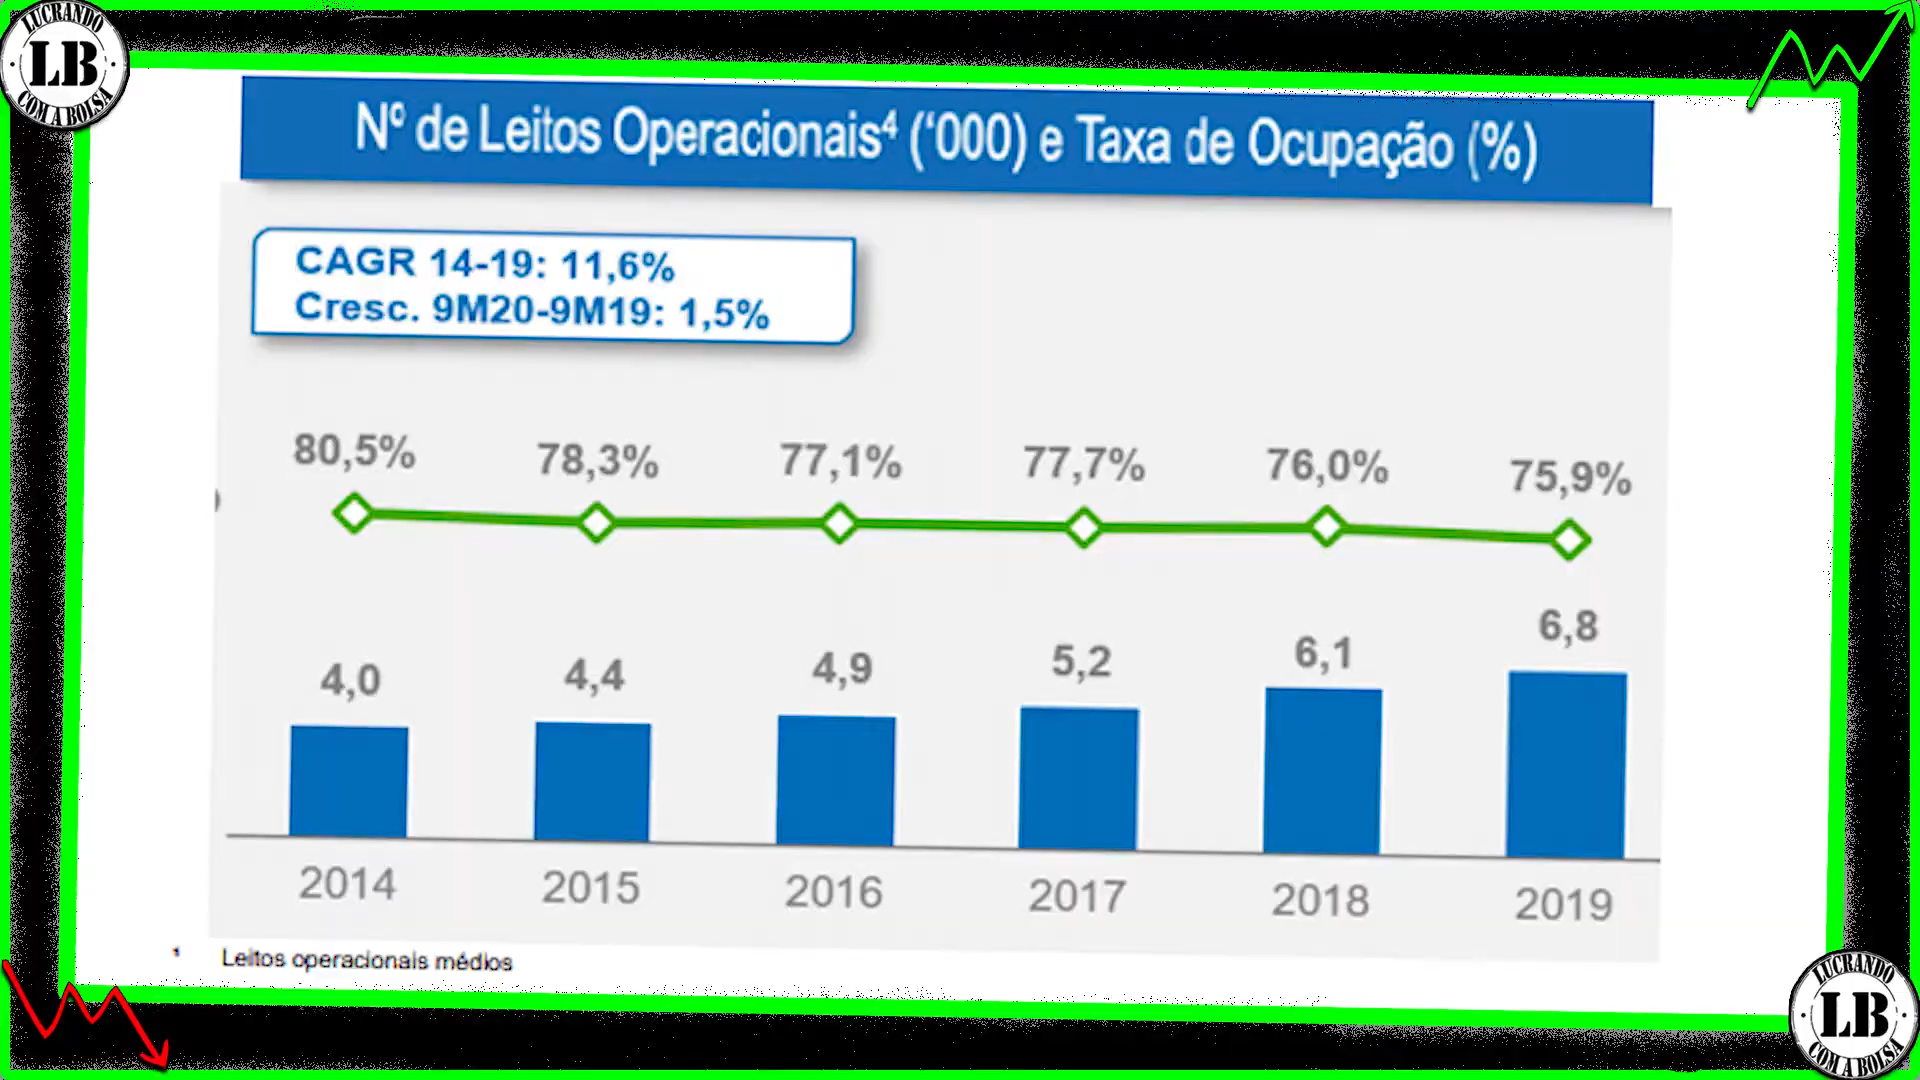 LUCRANDO
LB
COM A BOLSA
Nº de Leitos Operacionais⁴ (‘000) e Taxa de Ocupação (%)
CAGR 14-19: 11,6%
Cresc. 9M20-9M19: 1,5%
80,5% 78,3% 77,1% 77,7% 76,0% 75,9%
4,0 4,4 4,9 5,2 6,1 6,8
2014 2015 2016 2017 2018 2019
¹ Leitos operacionais médios
LUCRANDO
LB
COM A BOLSA